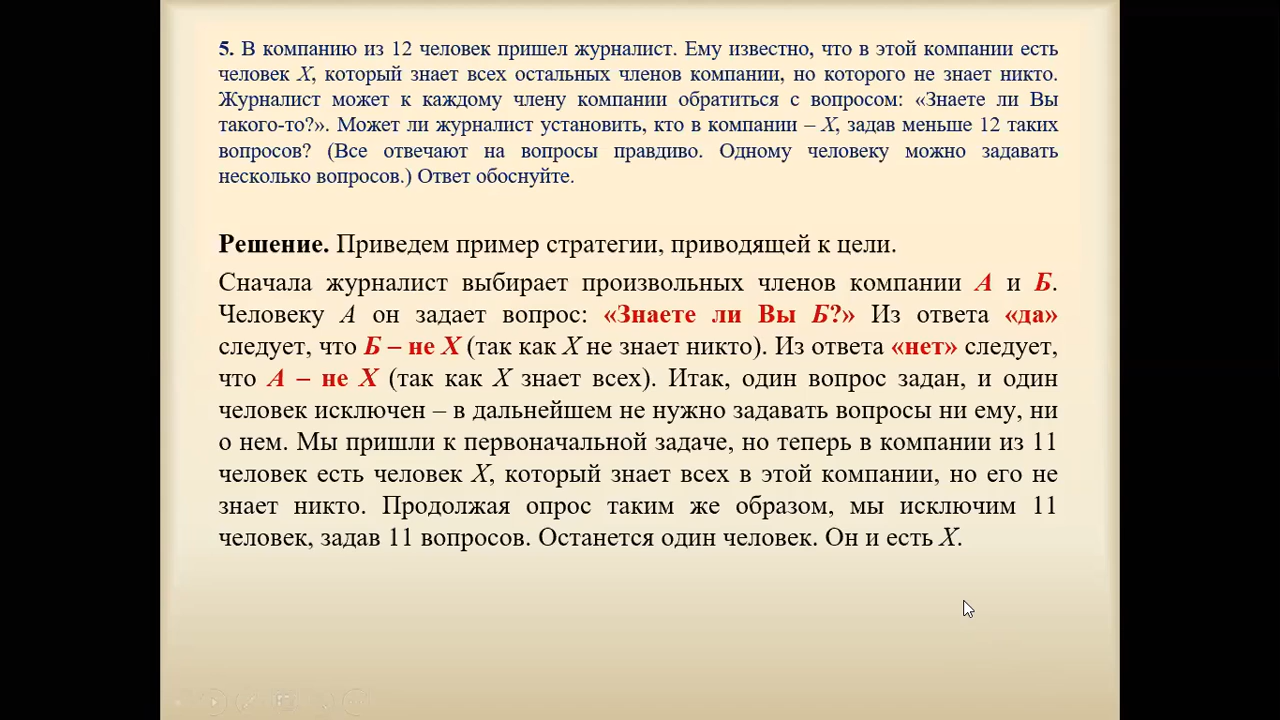 5. В компанию из 12 человек пришел журналист. Ему известно, что в этой компании есть
человек X, который знает всех остальных членов компании, но которого не знает никто.
Журналист может к каждому члену компании обратиться с вопросом: «Знаете ли Вы
такого-то?». Может ли журналист установить, кто в компании – X, задав меньше 12 таких
вопросов? (Все отвечают на вопросы правдиво. Одному человеку можно задавать
несколько вопросов.) Ответ обоснуйте.
Решение. Приведем пример стратегии, приводящей к цели.
Сначала журналист выбирает произвольных членов компании А и Б.
Человеку А он задает вопрос: «Знаете ли Вы Б?» Из ответа «да»
следует, что Б – не X (так как X не знает никто). Из ответа «нет» следует,
что А – не X (так как X знает всех). Итак, один вопрос задан, и один
человек исключен – в дальнейшем не нужно задавать вопросы ни ему, ни
о нем. Мы пришли к первоначальной задаче, но теперь в компании из 11
человек есть человек X, который знает всех в этой компании, но его не
знает никто. Продолжая опрос таким же образом, мы исключим 11
человек, задав 11 вопросов. Останется один человек. Он и есть X.